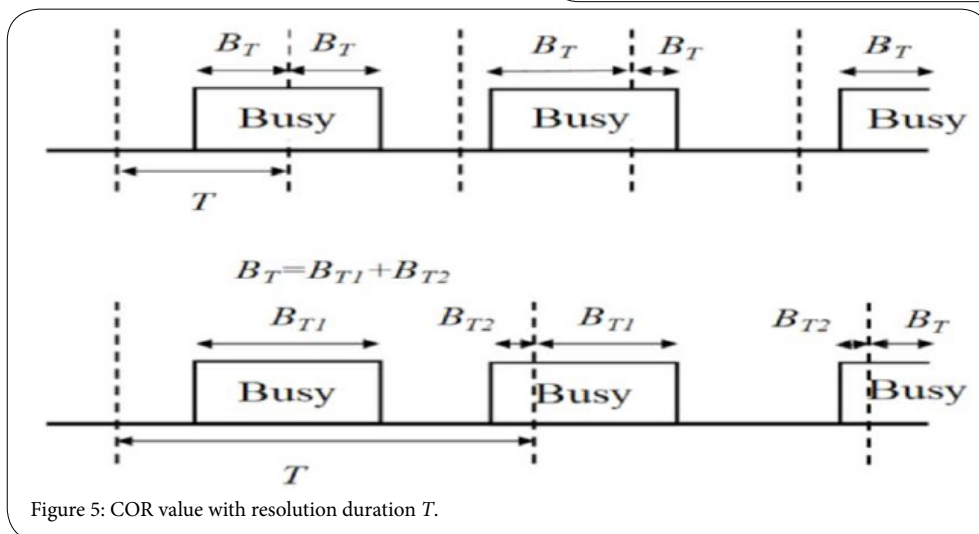 B_T B_T B_T B_T B_T
Busy Busy Busy
T
B_T=B_T1+B_T2
B_T1 B_T2 B_T1 B_T2 B_T
Busy Busy Busy
T
Figure 5: COR value with resolution duration T.